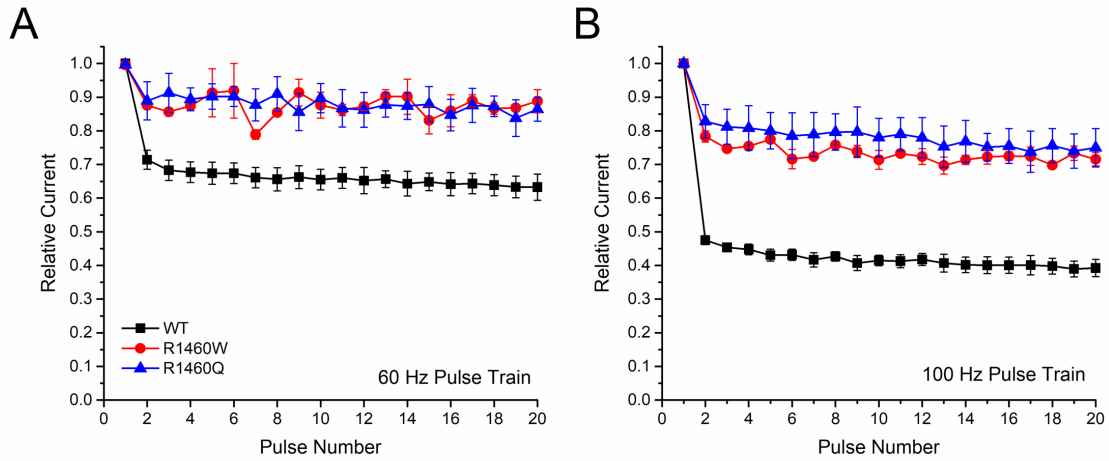 A
1.0
0.9
0.8
0.7
0.6
0.5
0.4
0.3
0.2
0.1
0.0
Relative Current
WT
R1460W
R1460Q
60 Hz Pulse Train
0 2 4 6 8 10 12 14 16 18 20
Pulse Number
B
1.0
0.9
0.8
0.7
0.6
0.5
0.4
0.3
0.2
0.1
0.0
Relative Current
100 Hz Pulse Train
0 2 4 6 8 10 12 14 16 18 20
Pulse Number